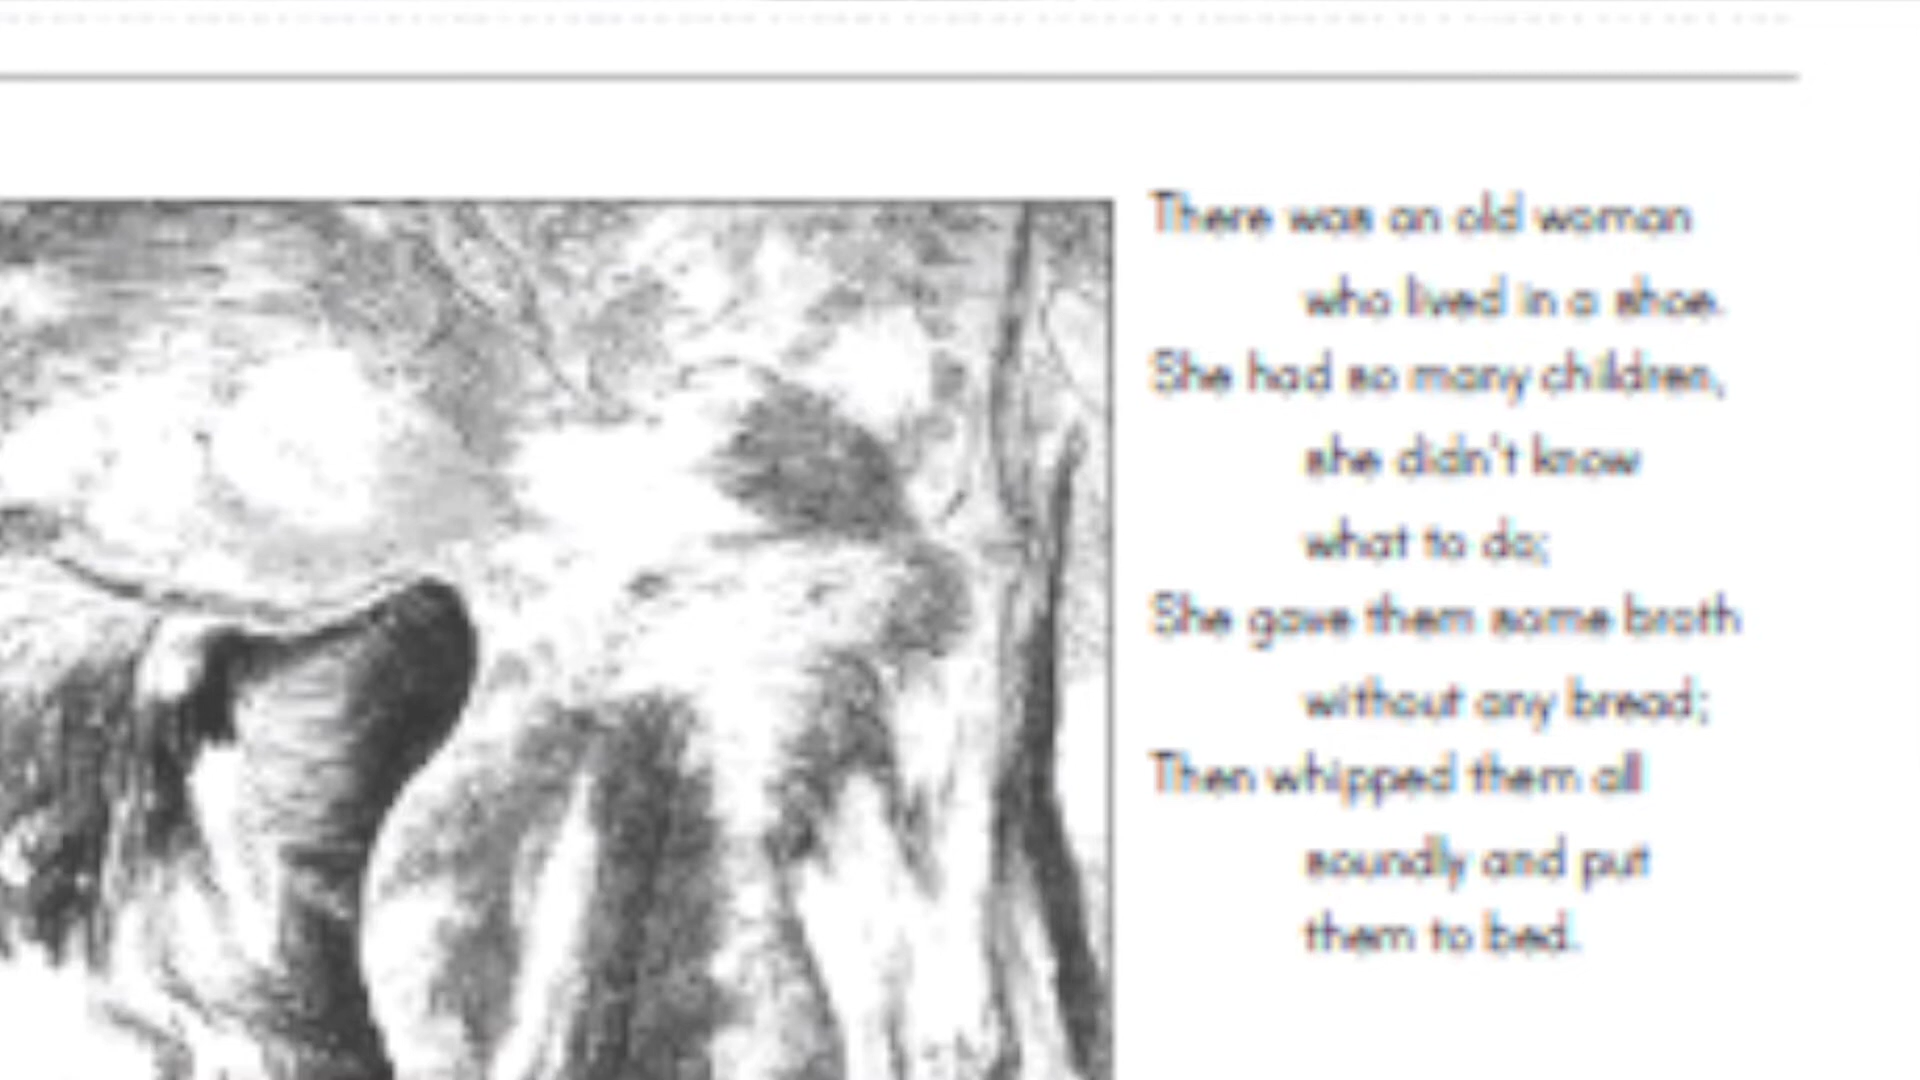 There was an old woman
who lived in a shoe.
She had so many children,
she didn't know
what to do;
She gave them some broth
without any bread;
Then whipped them all
soundly and put
them to bed.